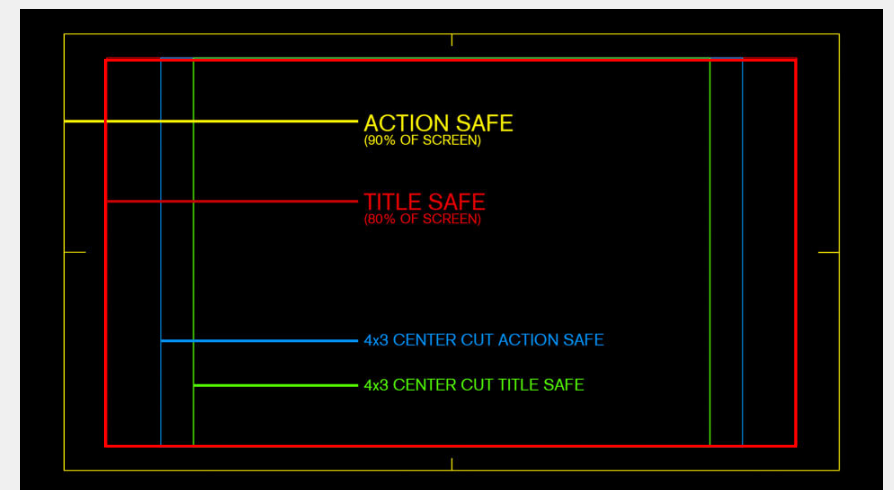 ACTION SAFE
(90% OF SCREEN)
TITLE SAFE
(80% OF SCREEN)
4x3 CENTER CUT ACTION SAFE
4x3 CENTER CUT TITLE SAFE